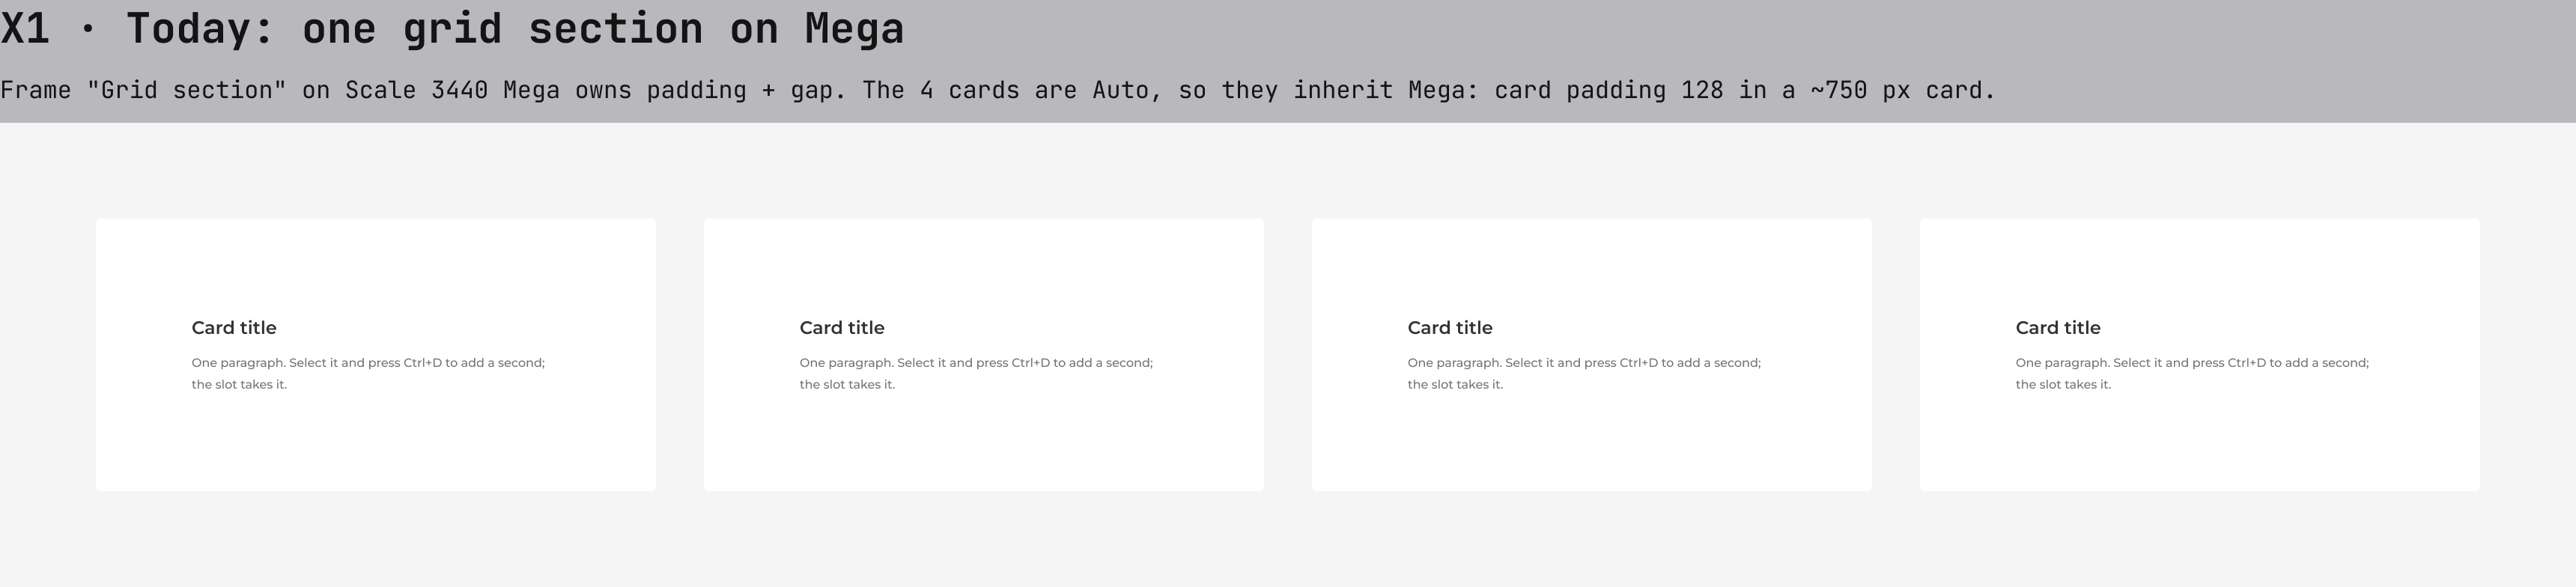 X1 · Today: one grid section on Mega
Frame "Grid section" on Scale 3440 Mega owns padding + gap. The 4 cards are Auto, so they inherit Mega: card padding 128 in a ~750 px card.
Card title
One paragraph. Select it and press Ctrl+D to add a second;
the slot takes it.
Card title
One paragraph. Select it and press Ctrl+D to add a second;
the slot takes it.
Card title
One paragraph. Select it and press Ctrl+D to add a second;
the slot takes it.
Card title
One paragraph. Select it and press Ctrl+D to add a second;
the slot takes it.